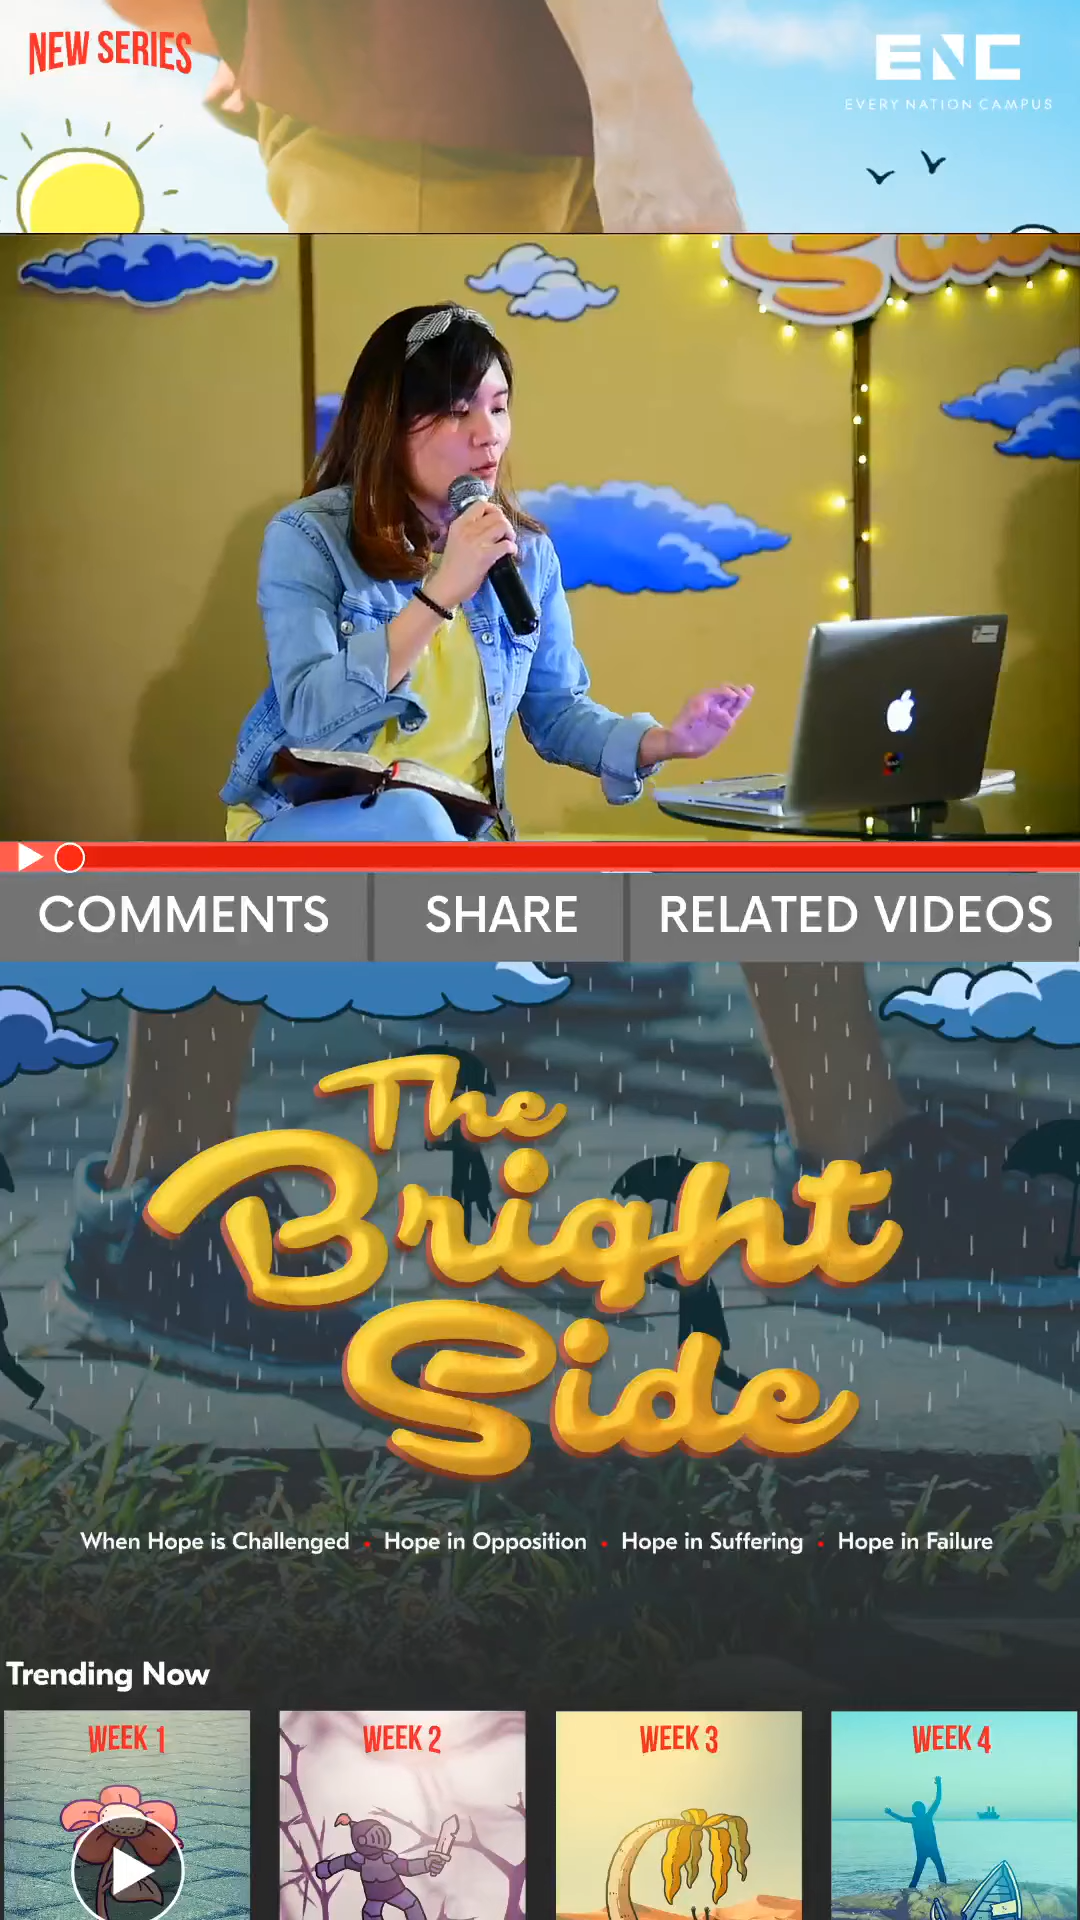 NEW SERIES
ENC
EVERY NATION CAMPUS
COMMENTS
SHARE
RELATED VIDEOS
The
Bright
Side
When Hope is Challenged • Hope in Opposition • Hope in Suffering • Hope in Failure
Trending Now
WEEK 1
WEEK 2
WEEK 3
WEEK 4